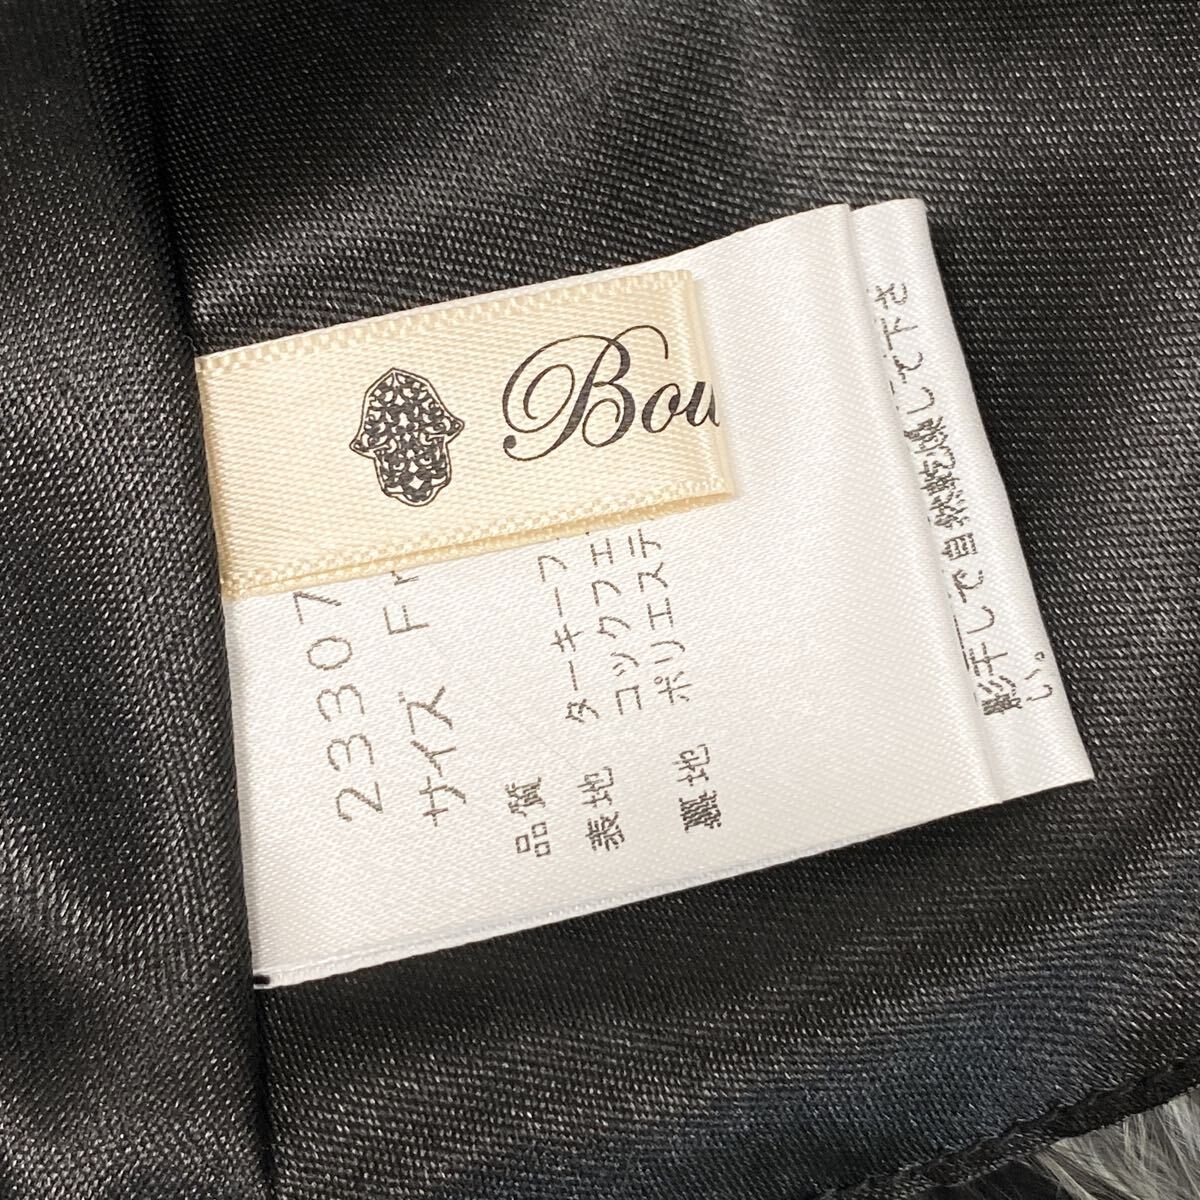 Bou
23307
サイズ Fr
品質
表地 ターキーフ
コックフェ
裏地 ポリエステ
影干しで自然乾燥して下さ
い。